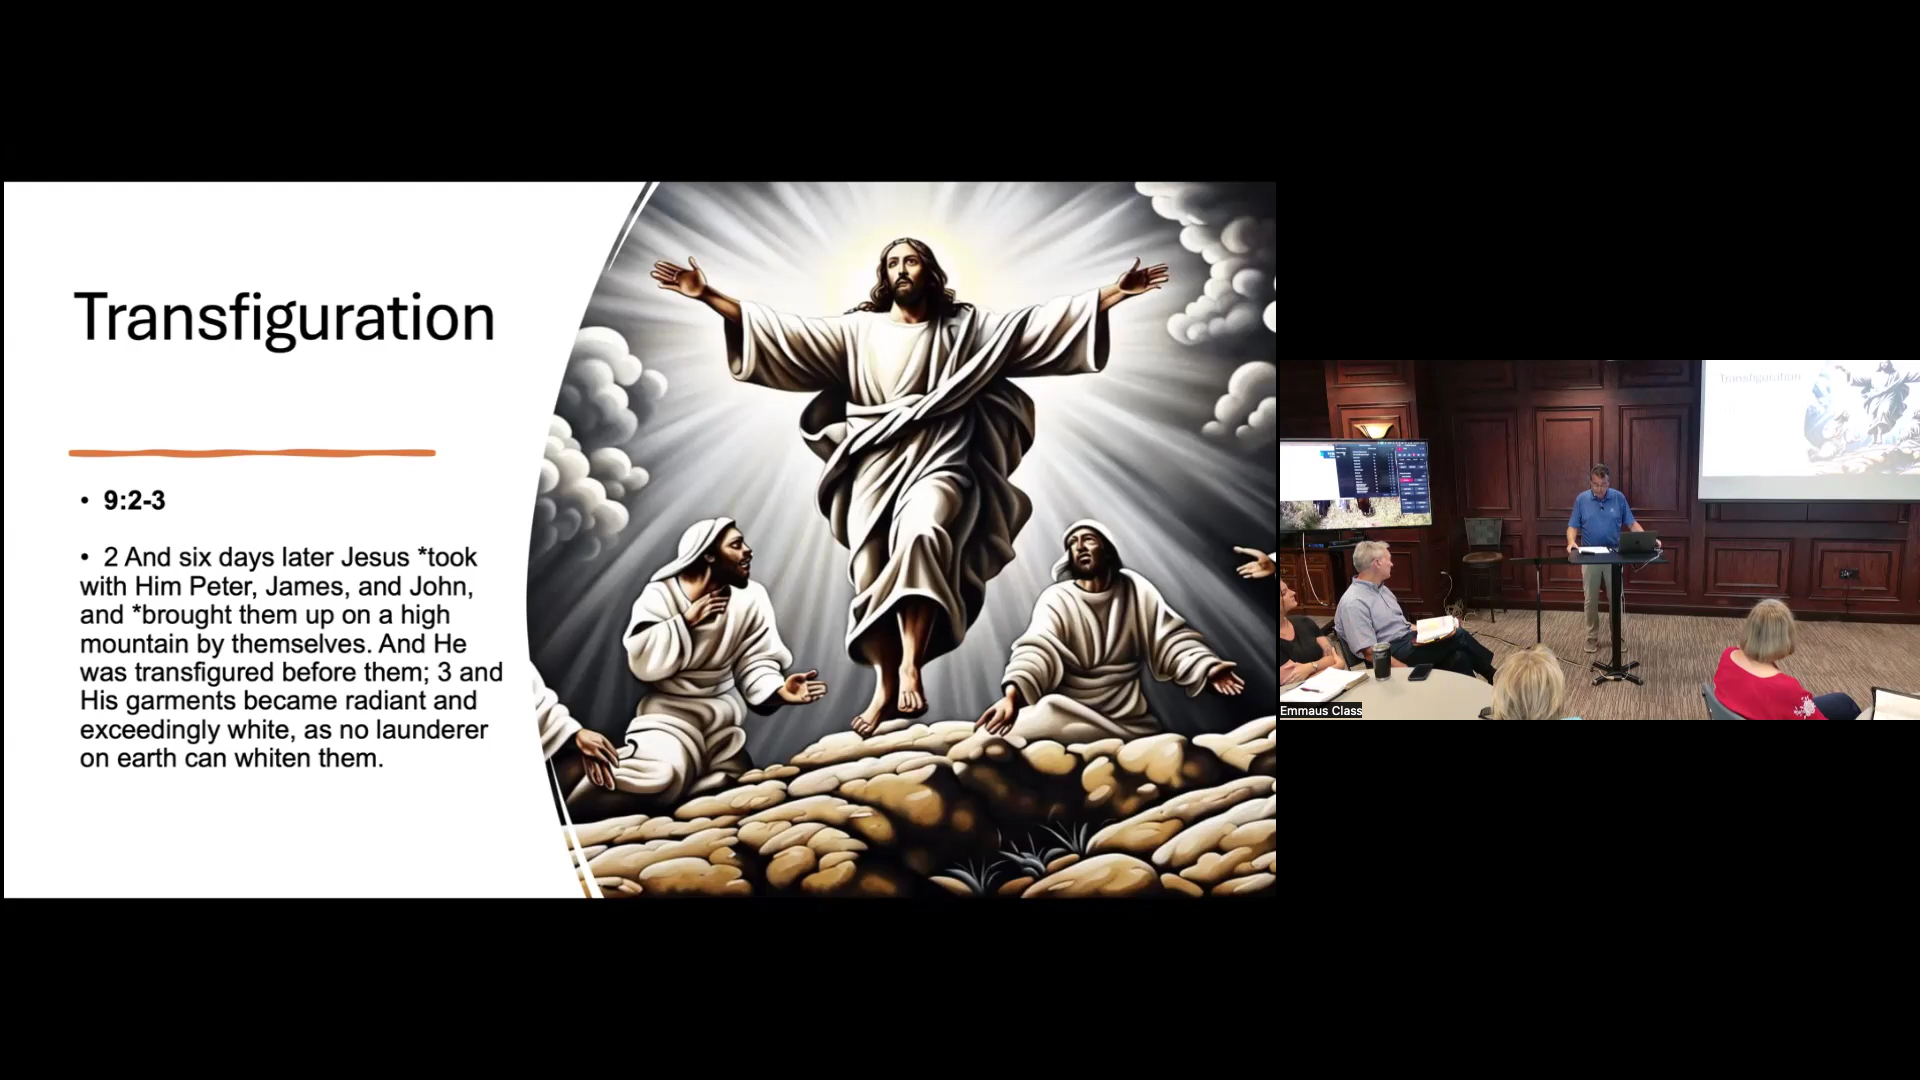 Transfiguration
• 9:2-3
• 2 And six days later Jesus *took
with Him Peter, James, and John,
and *brought them up on a high
mountain by themselves. And He
was transfigured before them; 3 and
His garments became radiant and
exceedingly white, as no launderer
on earth can whiten them.
Transfiguration
Emmaus Class